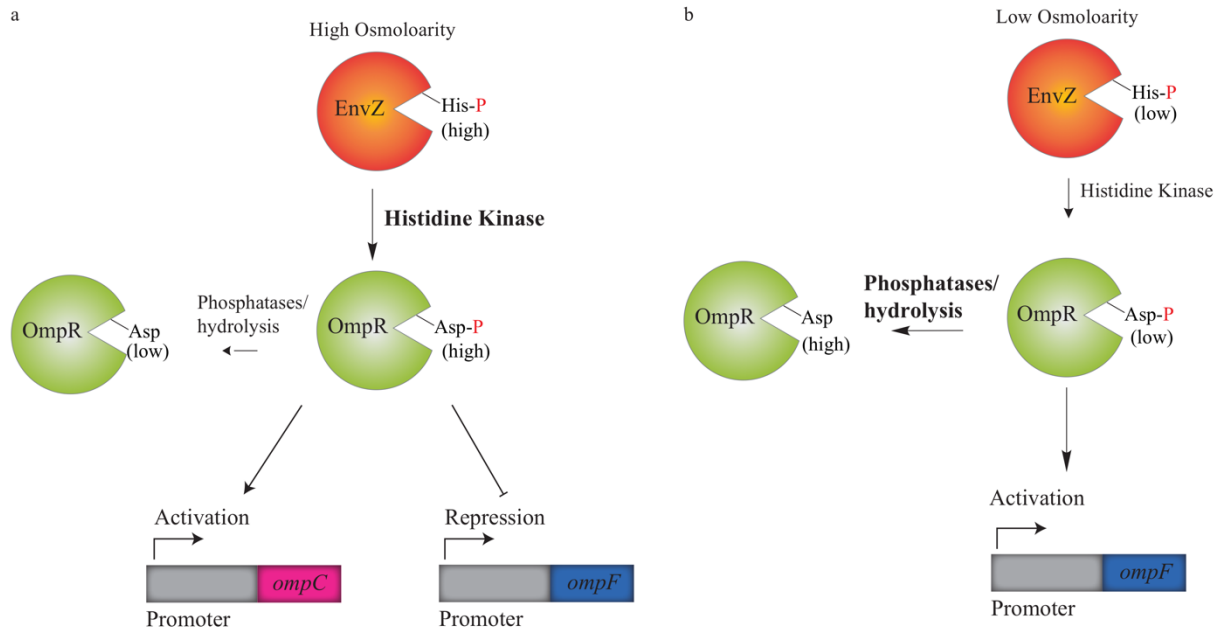 a
High Osmoloarity
EnvZ
His-P
(high)
Histidine Kinase
OmpR
Asp
(low)
Phosphatases/
hydrolysis
OmpR
Asp-P
(high)
Activation
ompC
Promoter
Repression
ompF
Promoter
b
Low Osmoloarity
EnvZ
His-P
(low)
Histidine Kinase
OmpR
Asp
(high)
Phosphatases/
hydrolysis
OmpR
Asp-P
(low)
Activation
ompF
Promoter